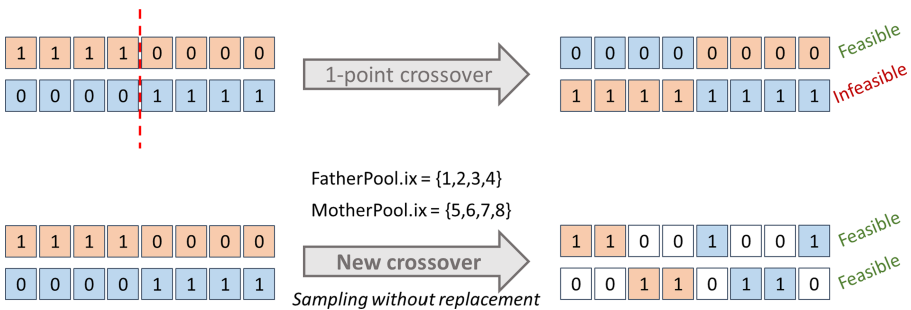 1 1 1 1 0 0 0 0
0 0 0 0 1 1 1 1
1-point crossover
0 0 0 0 0 0 0 0 Feasible
1 1 1 1 1 1 1 1 Infeasible
FatherPool.ix = {1,2,3,4}
MotherPool.ix = {5,6,7,8}
1 1 1 1 0 0 0 0
0 0 0 0 1 1 1 1
New crossover
Sampling without replacement
1 1 0 0 1 0 0 1 Feasible
0 0 1 1 0 1 1 0 Feasible